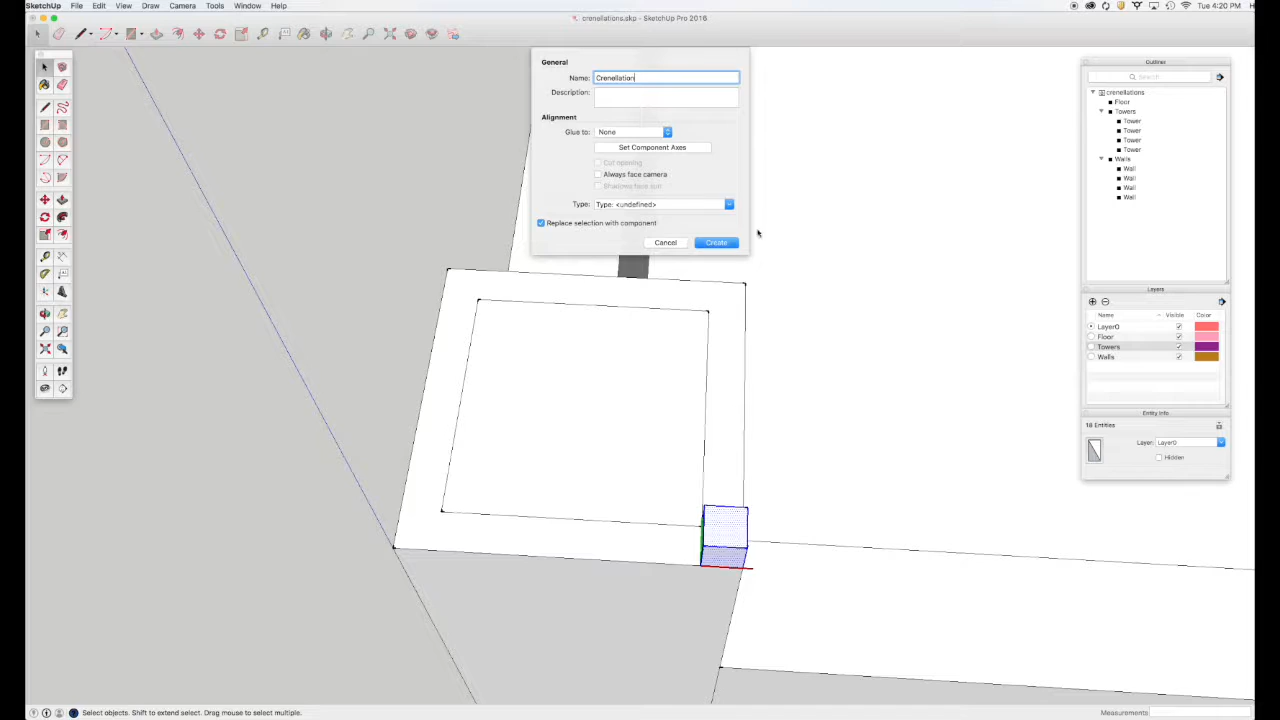 SketchUp File Edit View Draw Camera Tools Window Help
Tue 4:20 PM
crenellations.skp - SketchUp Pro 2016
General
Name: Crenellation
Description:
Alignment
Glue to: None
Set Component Axes
Cut opening
Always face camera
Shadows face sun
Type: Type: <undefined>
Replace selection with component
Cancel Create
Outliner
Search
crenellations
Floor
Towers
Tower
Tower
Tower
Tower
Walls
Wall
Wall
Wall
Wall
Layers
Name Visible Color
Layer0
Floor
Towers
Walls
Entity Info
18 Entities
Layer: Layer0
Hidden
Select objects. Shift to extend select. Drag mouse to select multiple.
Measurements